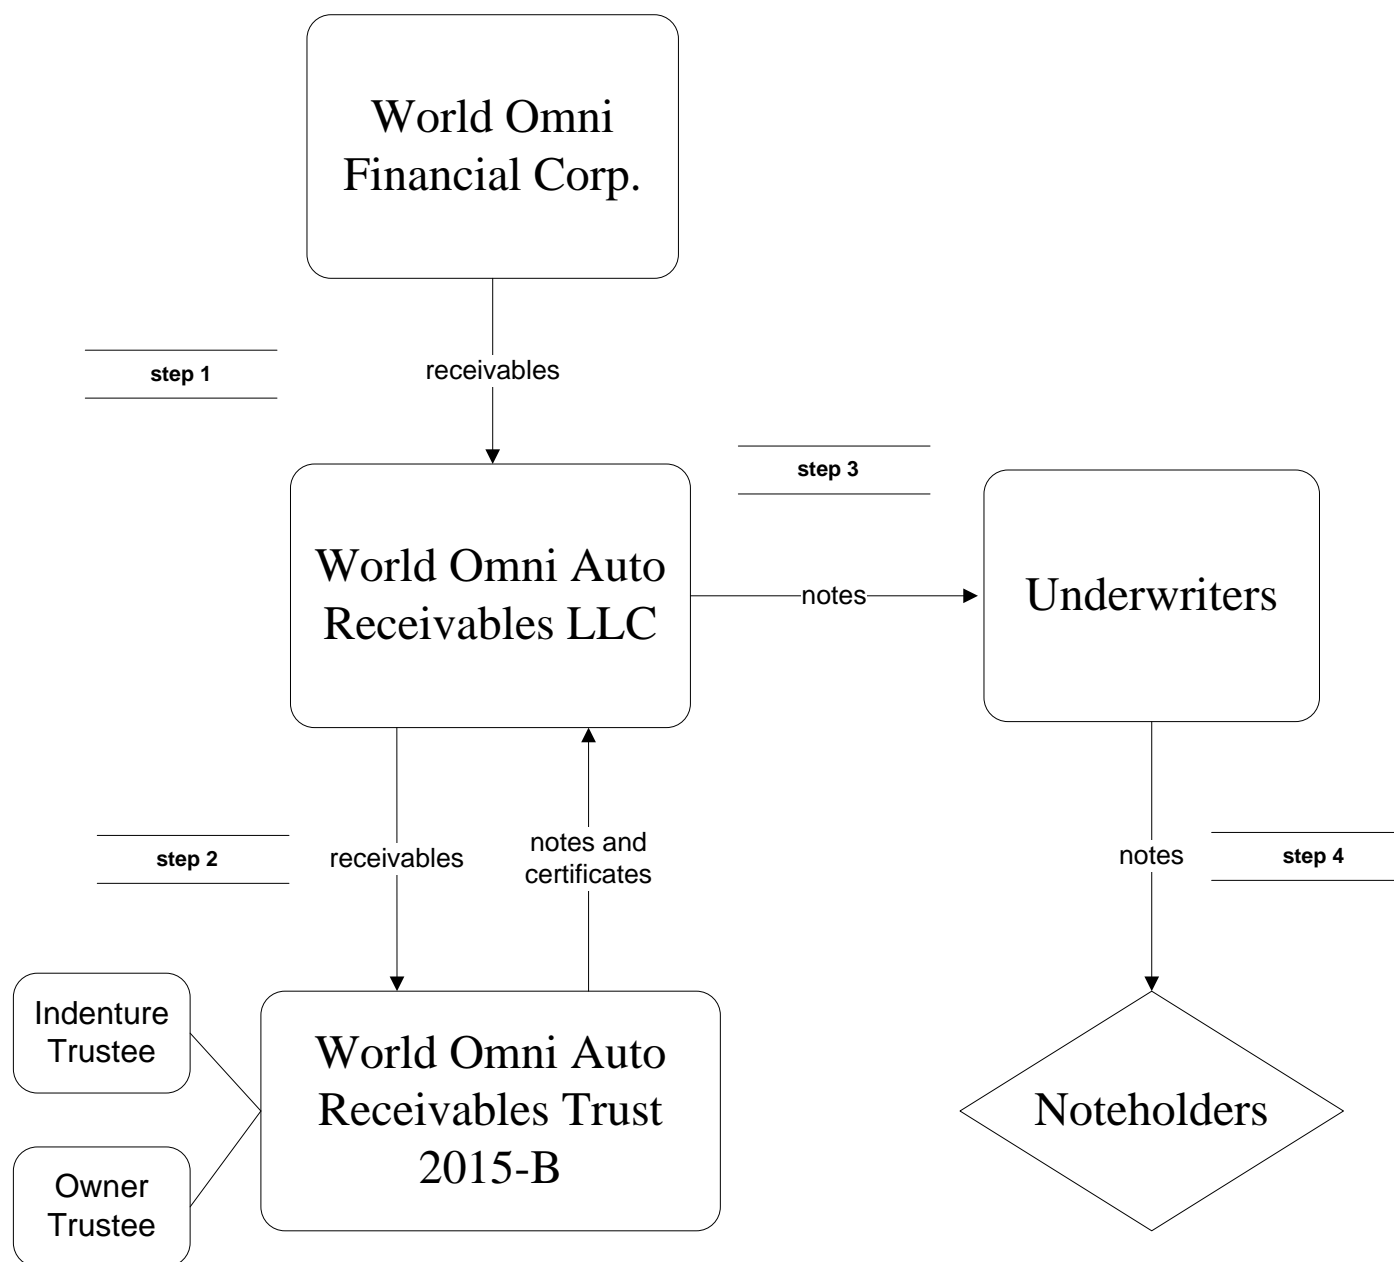 World Omni
Financial Corp.
step 1
receivables
step 3
World Omni Auto
Receivables LLC
notes
Underwriters
step 2
receivables
notes and
certificates
notes
step 4
Indenture
Trustee
Owner
Trustee
World Omni Auto
Receivables Trust
2015-B
Noteholders